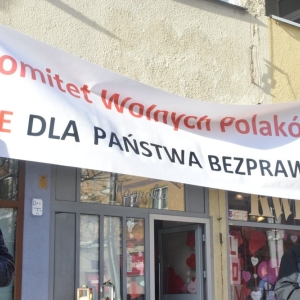 omitet Wolnych Polakó
E DLA PAŃSTWA BEZPRAW